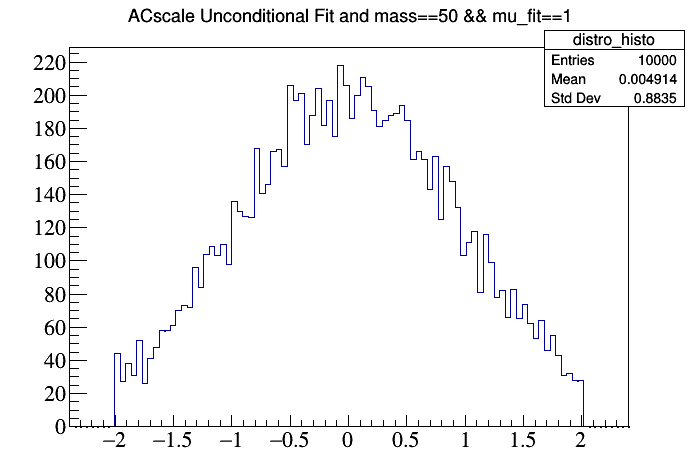 ACscale Unconditional Fit and mass==50 && mu_fit==1
distro_histo
Entries 10000
Mean 0.004914
Std Dev 0.8835
220
200
180
160
140
120
100
80
60
40
20
0
−2 −1.5 −1 −0.5 0 0.5 1 1.5 2